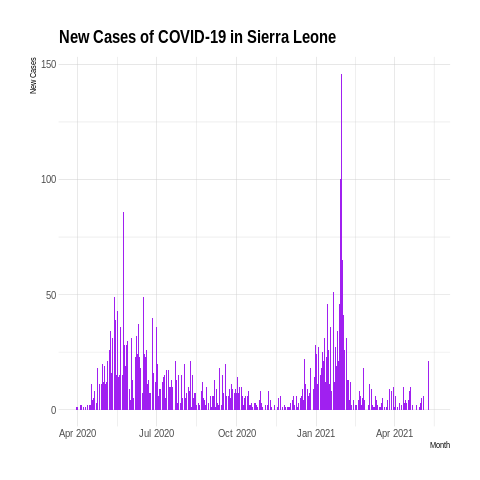 New Cases of COVID-19 in Sierra Leone
New Cases
150
100
50
0
Apr 2020 Jul 2020 Oct 2020 Jan 2021 Apr 2021
Month